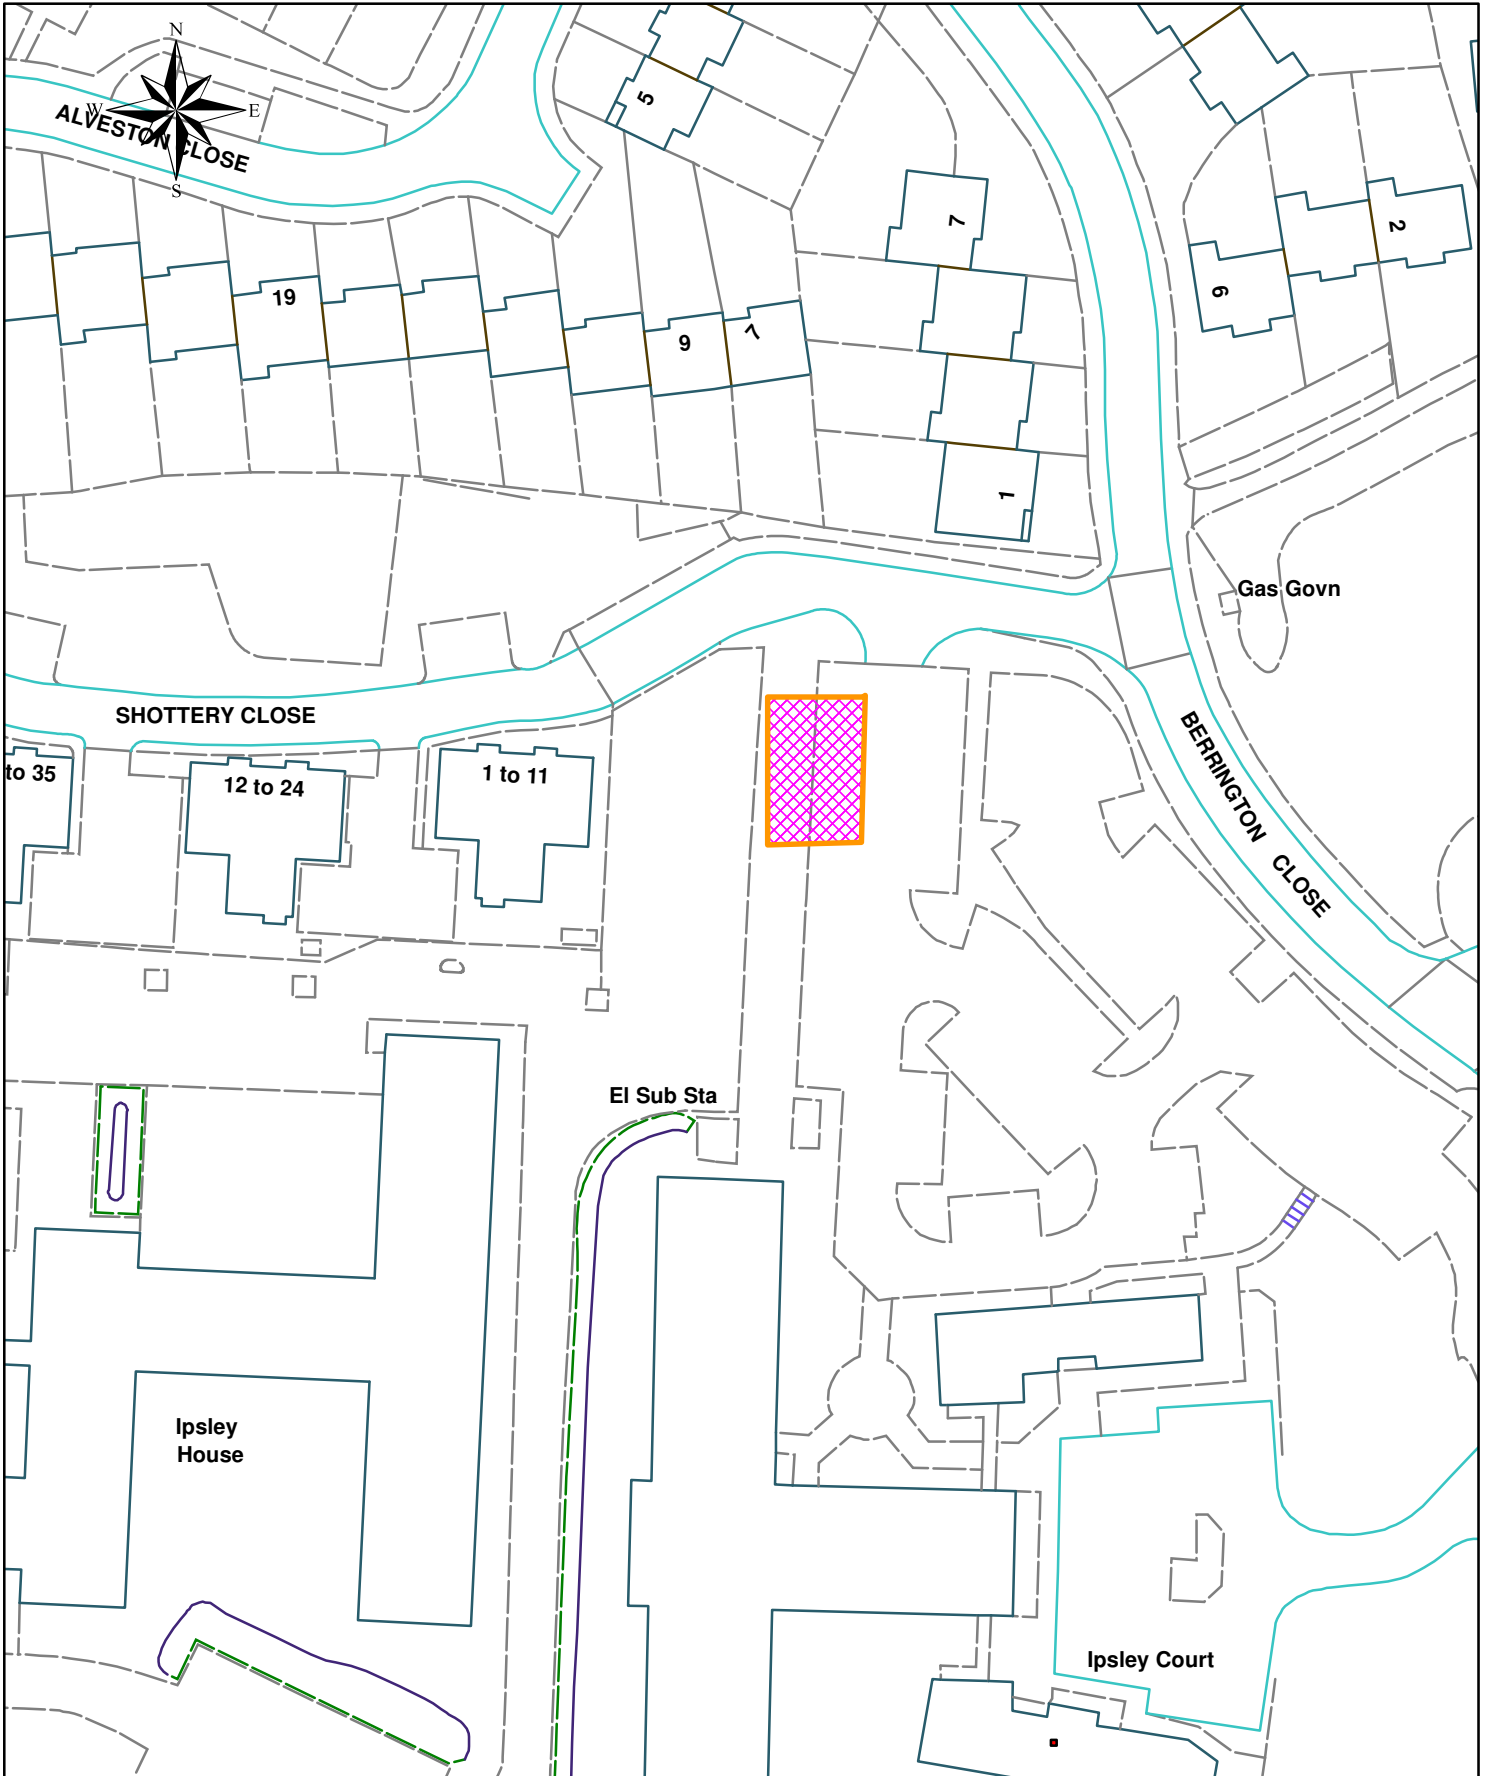 N
W
E
S
ALVESTON CLOSE
5
7
2
6
19
9
7
1
Gas Govn
SHOTTERY CLOSE
to 35
12 to 24
1 to 11
BERRINGTON CLOSE
El Sub Sta
Ipsley
House
Ipsley Court